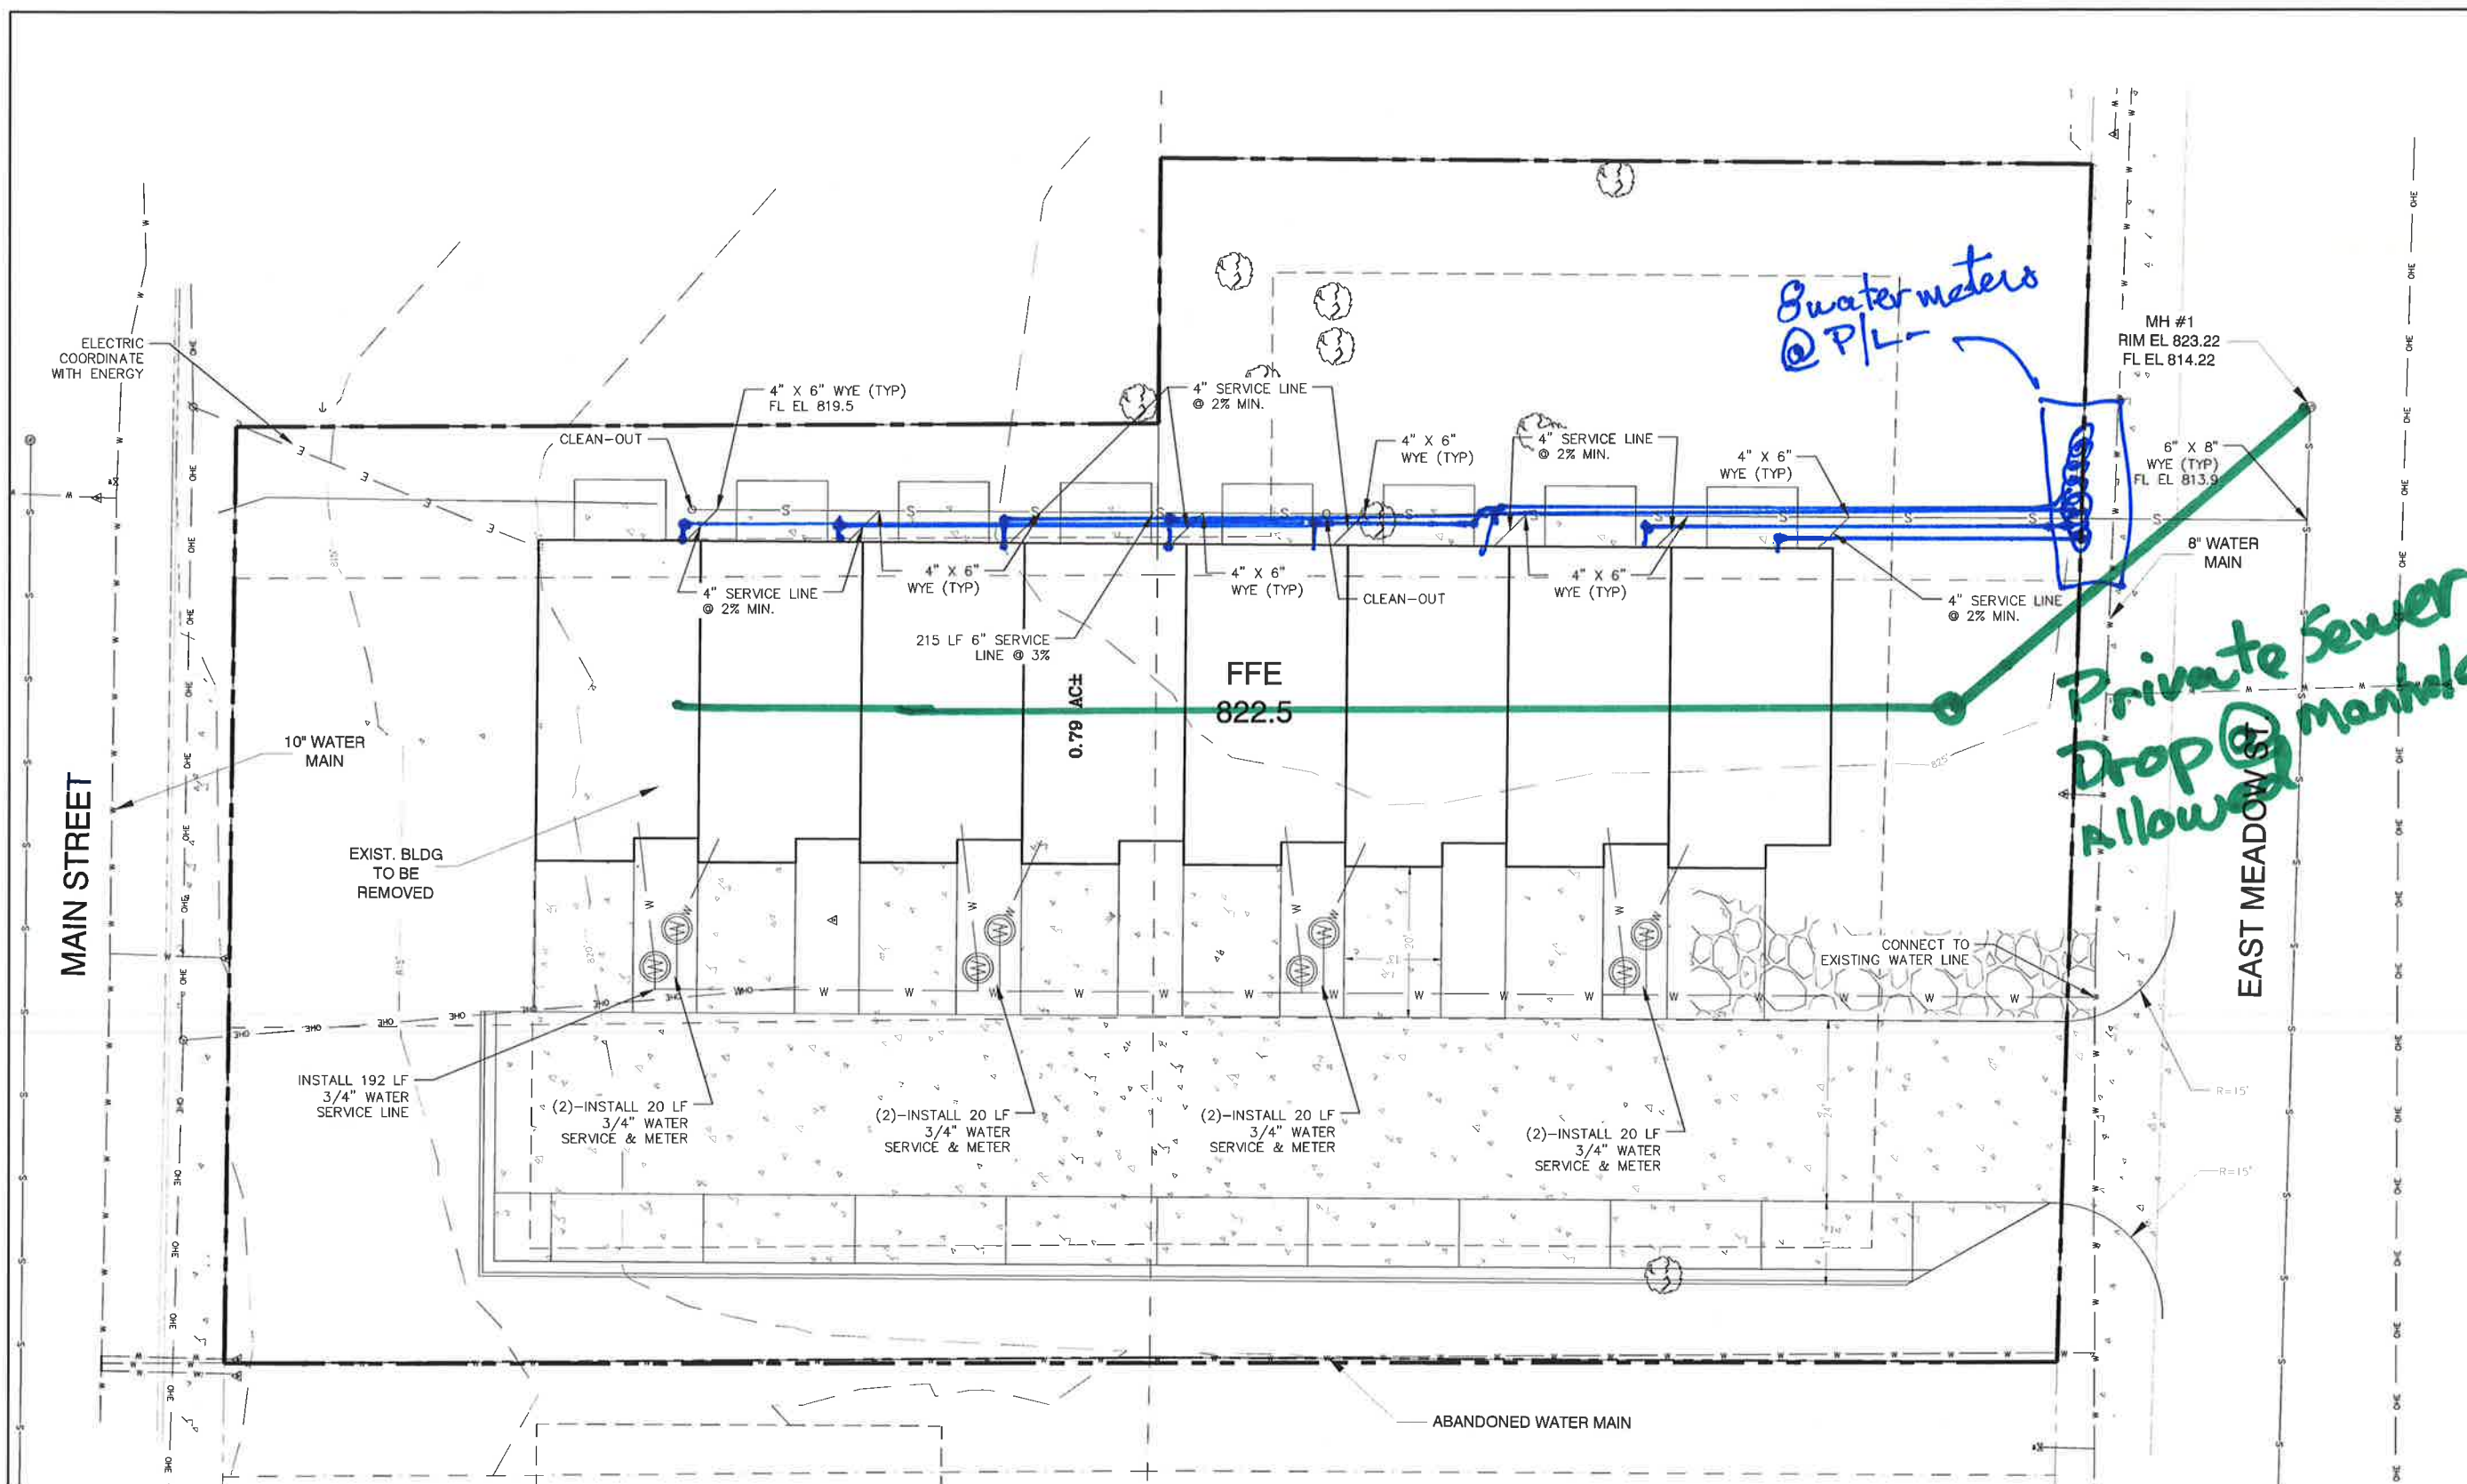 8 water meters
@ P/L-
MH #1
RIM EL 823.22
FL EL 814.22
ELECTRIC
COORDINATE
WITH ENERGY
4" X 6" WYE (TYP)
FL EL 819.5
4" SERVICE LINE
@ 2% MIN.
CLEAN-OUT
4" X 6"
WYE (TYP)
4" SERVICE LINE
@ 2% MIN.
4" X 6"
WYE (TYP)
6" X 8"
WYE (TYP)
FL EL 813.9
8" WATER
MAIN
4" SERVICE LINE
@ 2% MIN.
4" X 6"
WYE (TYP)
4" X 6"
WYE (TYP)
CLEAN-OUT
4" X 6"
WYE (TYP)
4" SERVICE LINE
@ 2% MIN.
215 LF 6" SERVICE
LINE @ 3%
0.79 AC±
FFE
822.5
Private Sewer
Drop @ Manhole
Allowed
825'
825'
820'
10" WATER
MAIN
MAIN STREET
EAST MEADOW ST.
EXIST. BLDG
TO BE
REMOVED
20'
CONNECT TO
EXISTING WATER LINE
INSTALL 192 LF
3/4" WATER
SERVICE LINE
(2)-INSTALL 20 LF
3/4" WATER
SERVICE & METER
(2)-INSTALL 20 LF
3/4" WATER
SERVICE & METER
(2)-INSTALL 20 LF
3/4" WATER
SERVICE & METER
(2)-INSTALL 20 LF
3/4" WATER
SERVICE & METER
24'
R=15'
R=15'
ABANDONED WATER MAIN